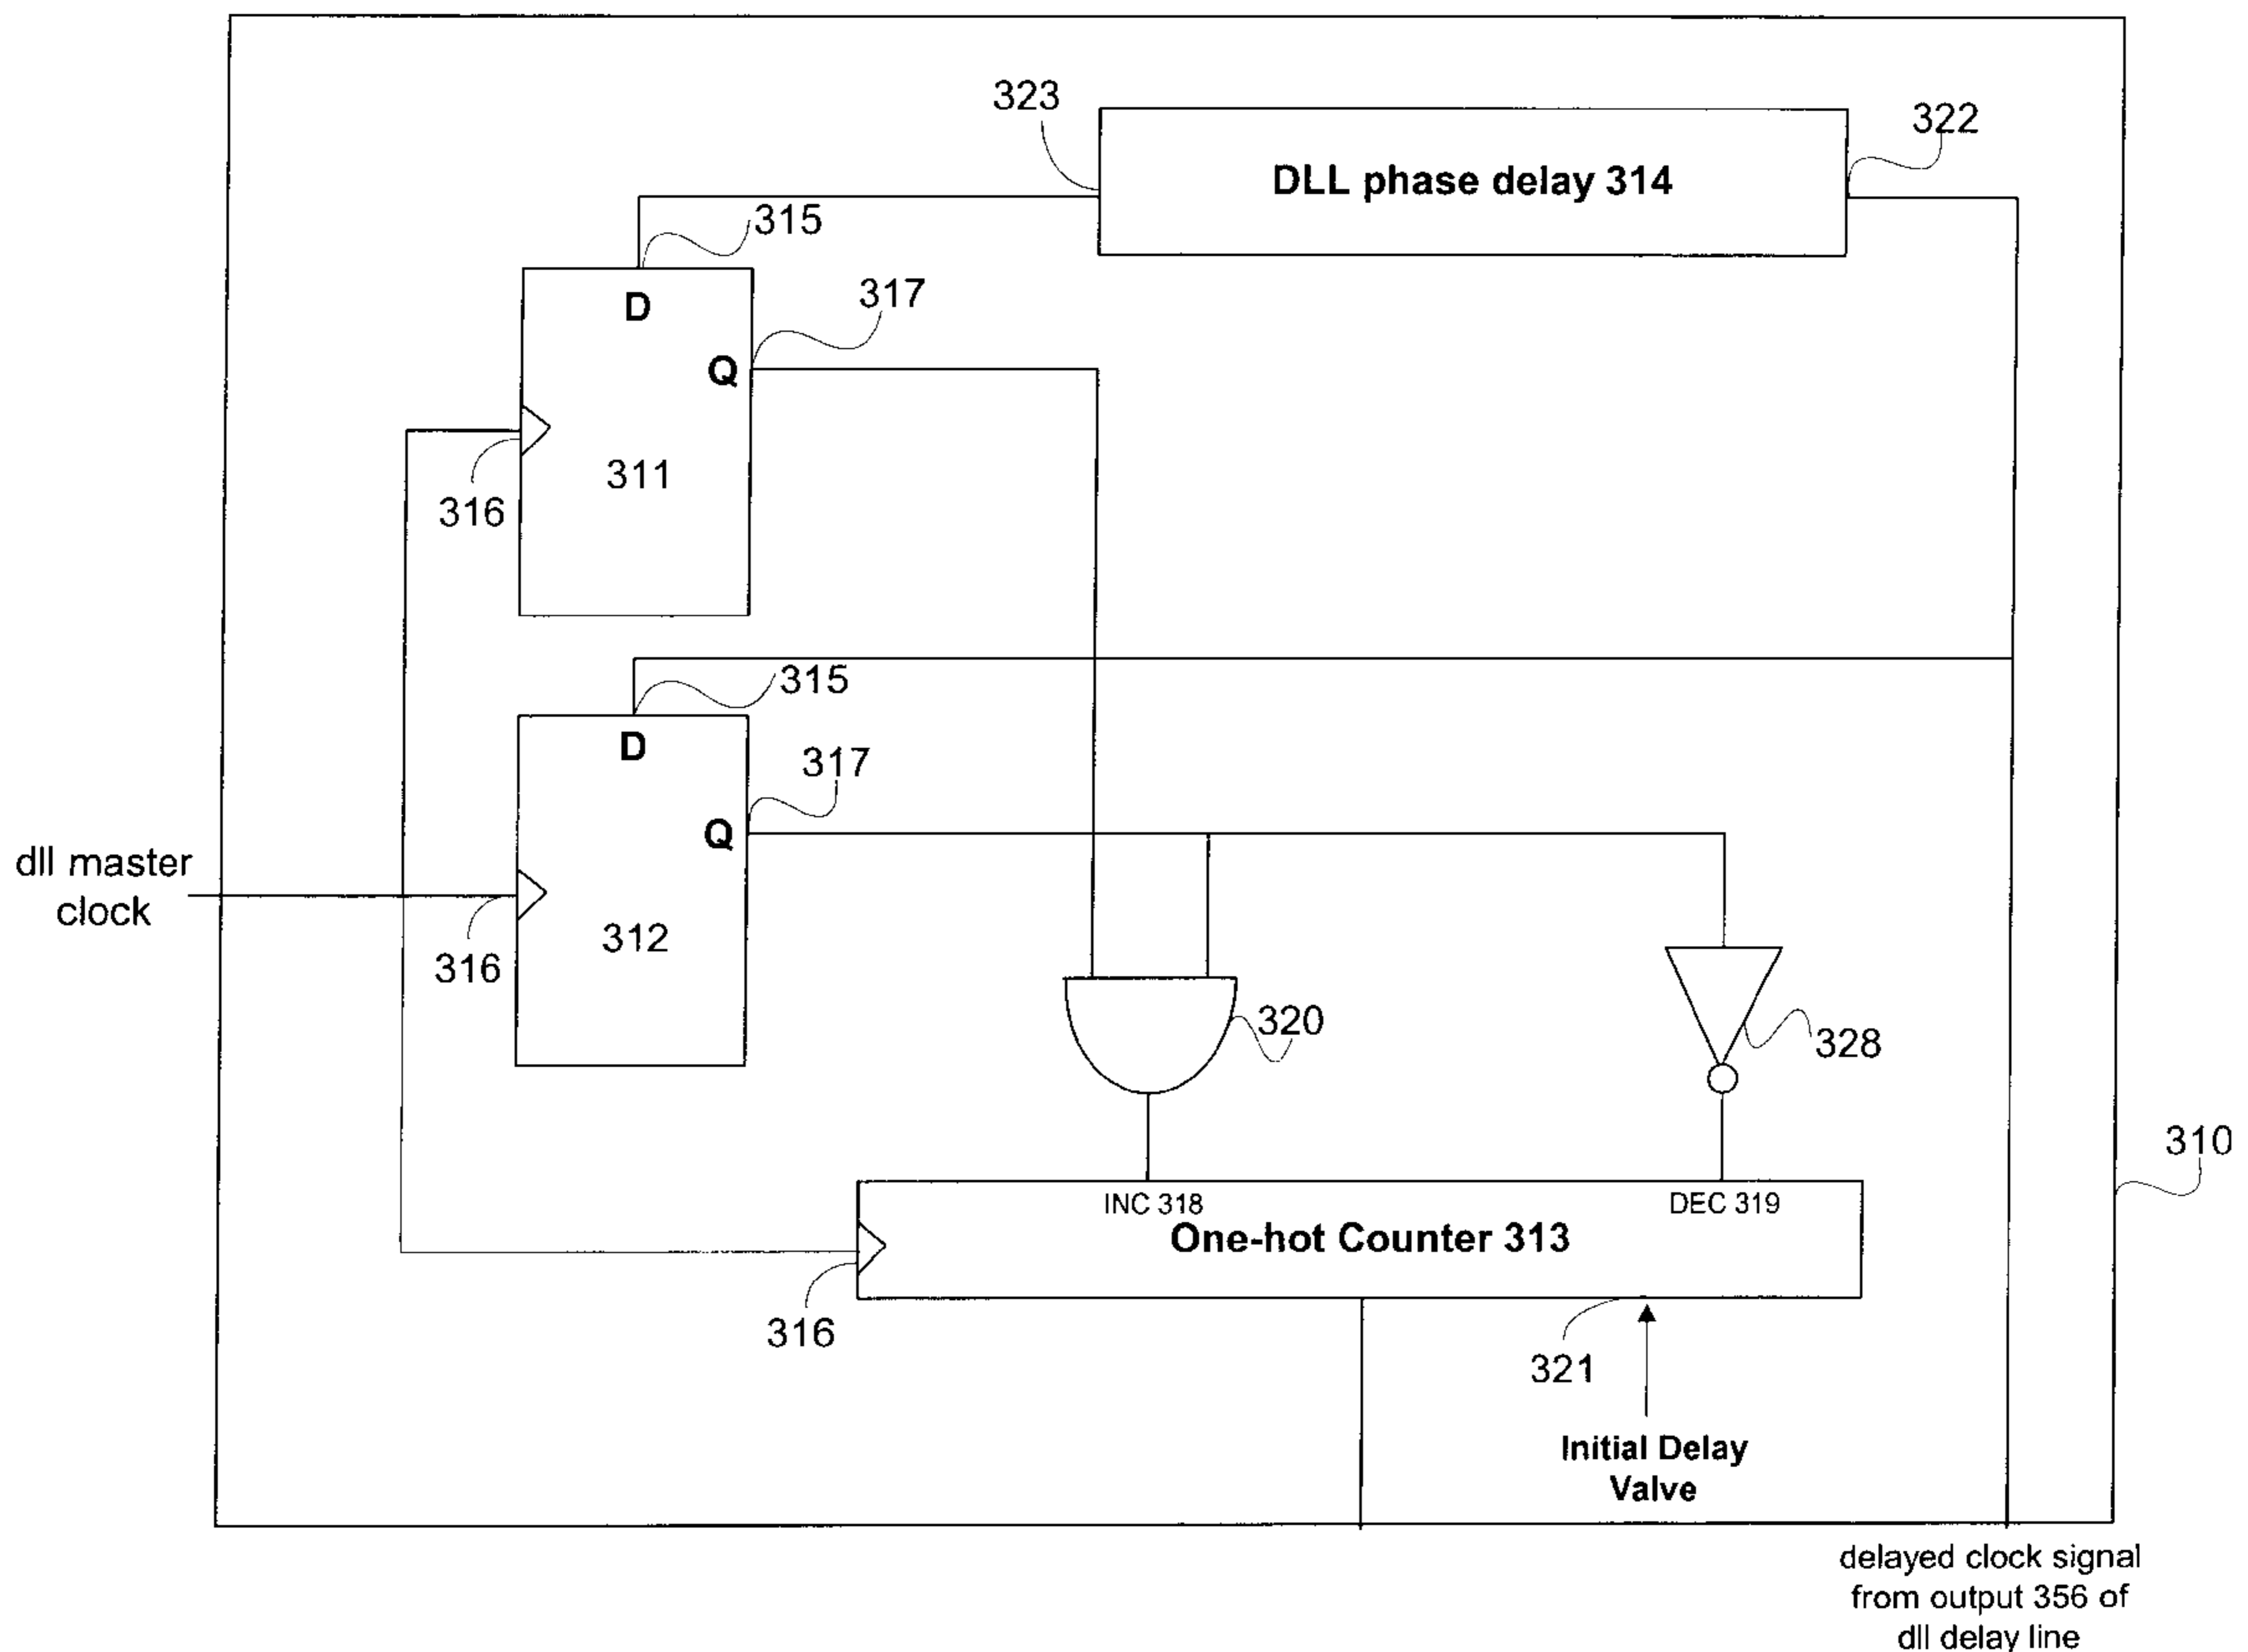 323
322
DLL phase delay 314
315
D
317
Q
311
316
315
D
317
Q
dll master
clock
312
316
320
328
310
INC 318
DEC 319
One-hot Counter 313
316
321
Initial Delay
Valve
delayed clock signal
from output 356 of
dll delay line